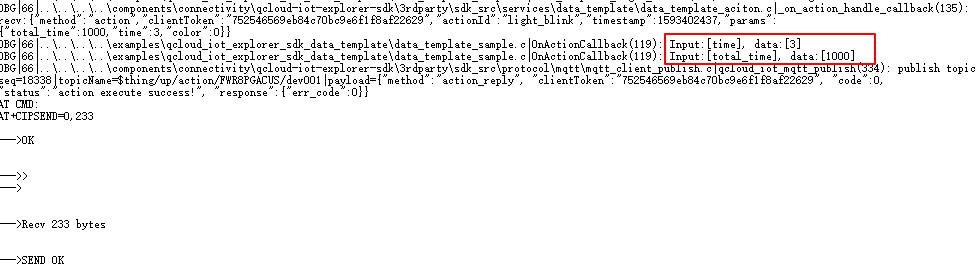 DBG|66|..\..\..\..\components\connectivity\qcloud-iot-explorer-sdk\3rdparty\sdk_src\services\data_template\data_template_aciton.c|_on_action_handle_callback(135):
recv:{"method":"action","clientToken":"752546569eb84c70bc9e6f1f8af22629","actionId":"light_blink","timestamp":1593402437,"params":
{"total_time":1000,"time":3,"color":0}}
DBG|66|..\..\..\..\examples\qcloud_iot_explorer_sdk_data_template\data_template_sample.c|OnActionCallback(119): Input:[time], data:[3]
DBG|66|..\..\..\..\examples\qcloud_iot_explorer_sdk_data_template\data_template_sample.c|OnActionCallback(119): Input:[total_time], data:[1000]
DBG|66|..\..\..\..\components\connectivity\qcloud-iot-explorer-sdk\3rdparty\sdk_src\protocol\mqtt\mqtt_client_publish.c|qcloud_iot_mqtt_publish(334): publish topic
seq=18338|topicName=$thing/up/action/FWR8PGACUS/dev001|payload={"method":"action_reply", "clientToken":"752546569eb84c70bc9e6f1f8af22629", "code":0,
"status":"action execute success!", "response":{"err_code":0}}
AT CMD:
AT+CIPSEND=0,233
--->OK
--->>
--->
--->Recv 233 bytes
--->SEND OK